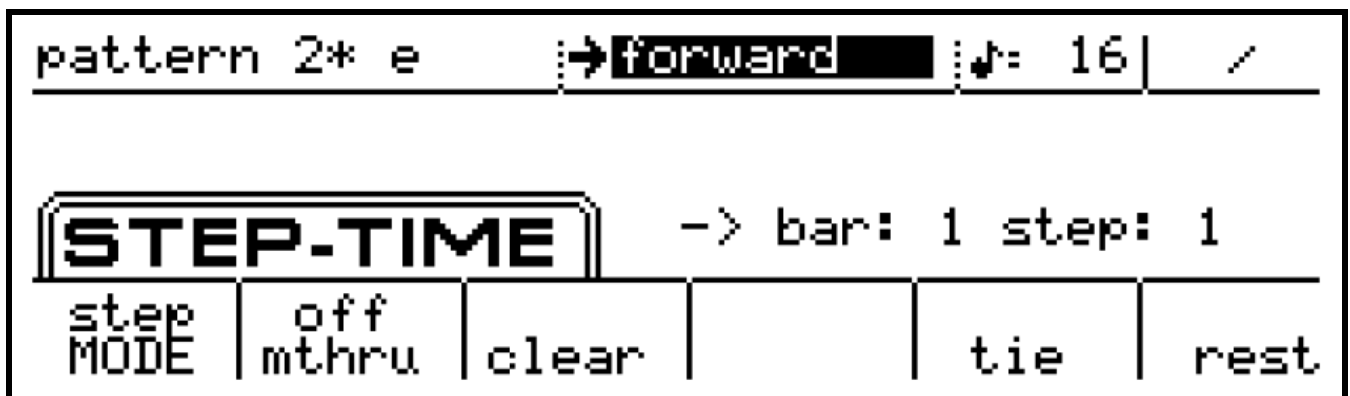 pattern 2* e ➔forward ♪: 16 /
STEP-TIME -> bar: 1 step: 1
step off
MODE mthru clear tie rest